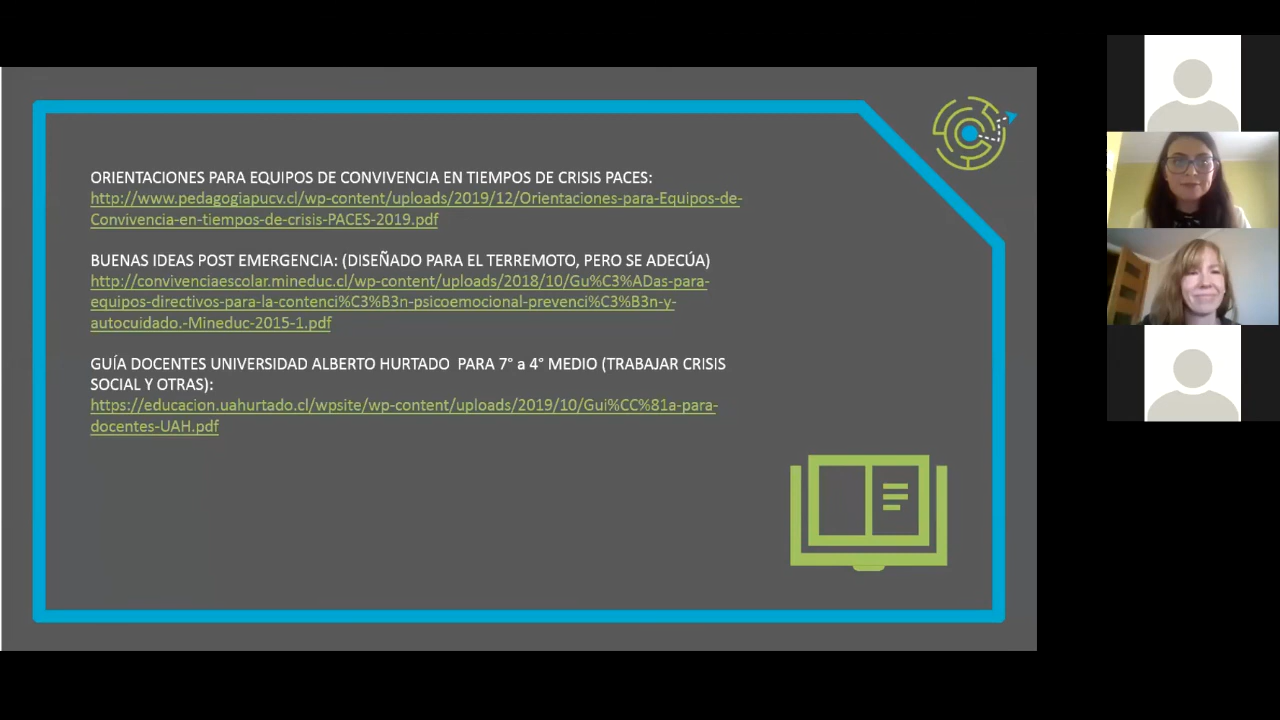 ORIENTACIONES PARA EQUIPOS DE CONVIVENCIA EN TIEMPOS DE CRISIS PACES:
http://www.pedagogiapucv.cl/wp-content/uploads/2019/12/Orientaciones-para-Equipos-de-
Convivencia-en-tiempos-de-crisis-PACES-2019.pdf
BUENAS IDEAS POST EMERGENCIA: (DISEÑADO PARA EL TERREMOTO, PERO SE ADECÚA)
http://convivenciaescolar.mineduc.cl/wp-content/uploads/2018/10/Gu%C3%ADas-para-
equipos-directivos-para-la-contenci%C3%B3n-psicoemocional-prevenci%C3%B3n-y-
autocuidado.-Mineduc-2015-1.pdf
GUÍA DOCENTES UNIVERSIDAD ALBERTO HURTADO  PARA 7° a 4° MEDIO (TRABAJAR CRISIS
SOCIAL Y OTRAS):
https://educacion.uahurtado.cl/wpsite/wp-content/uploads/2019/10/Gui%CC%81a-para-
docentes-UAH.pdf